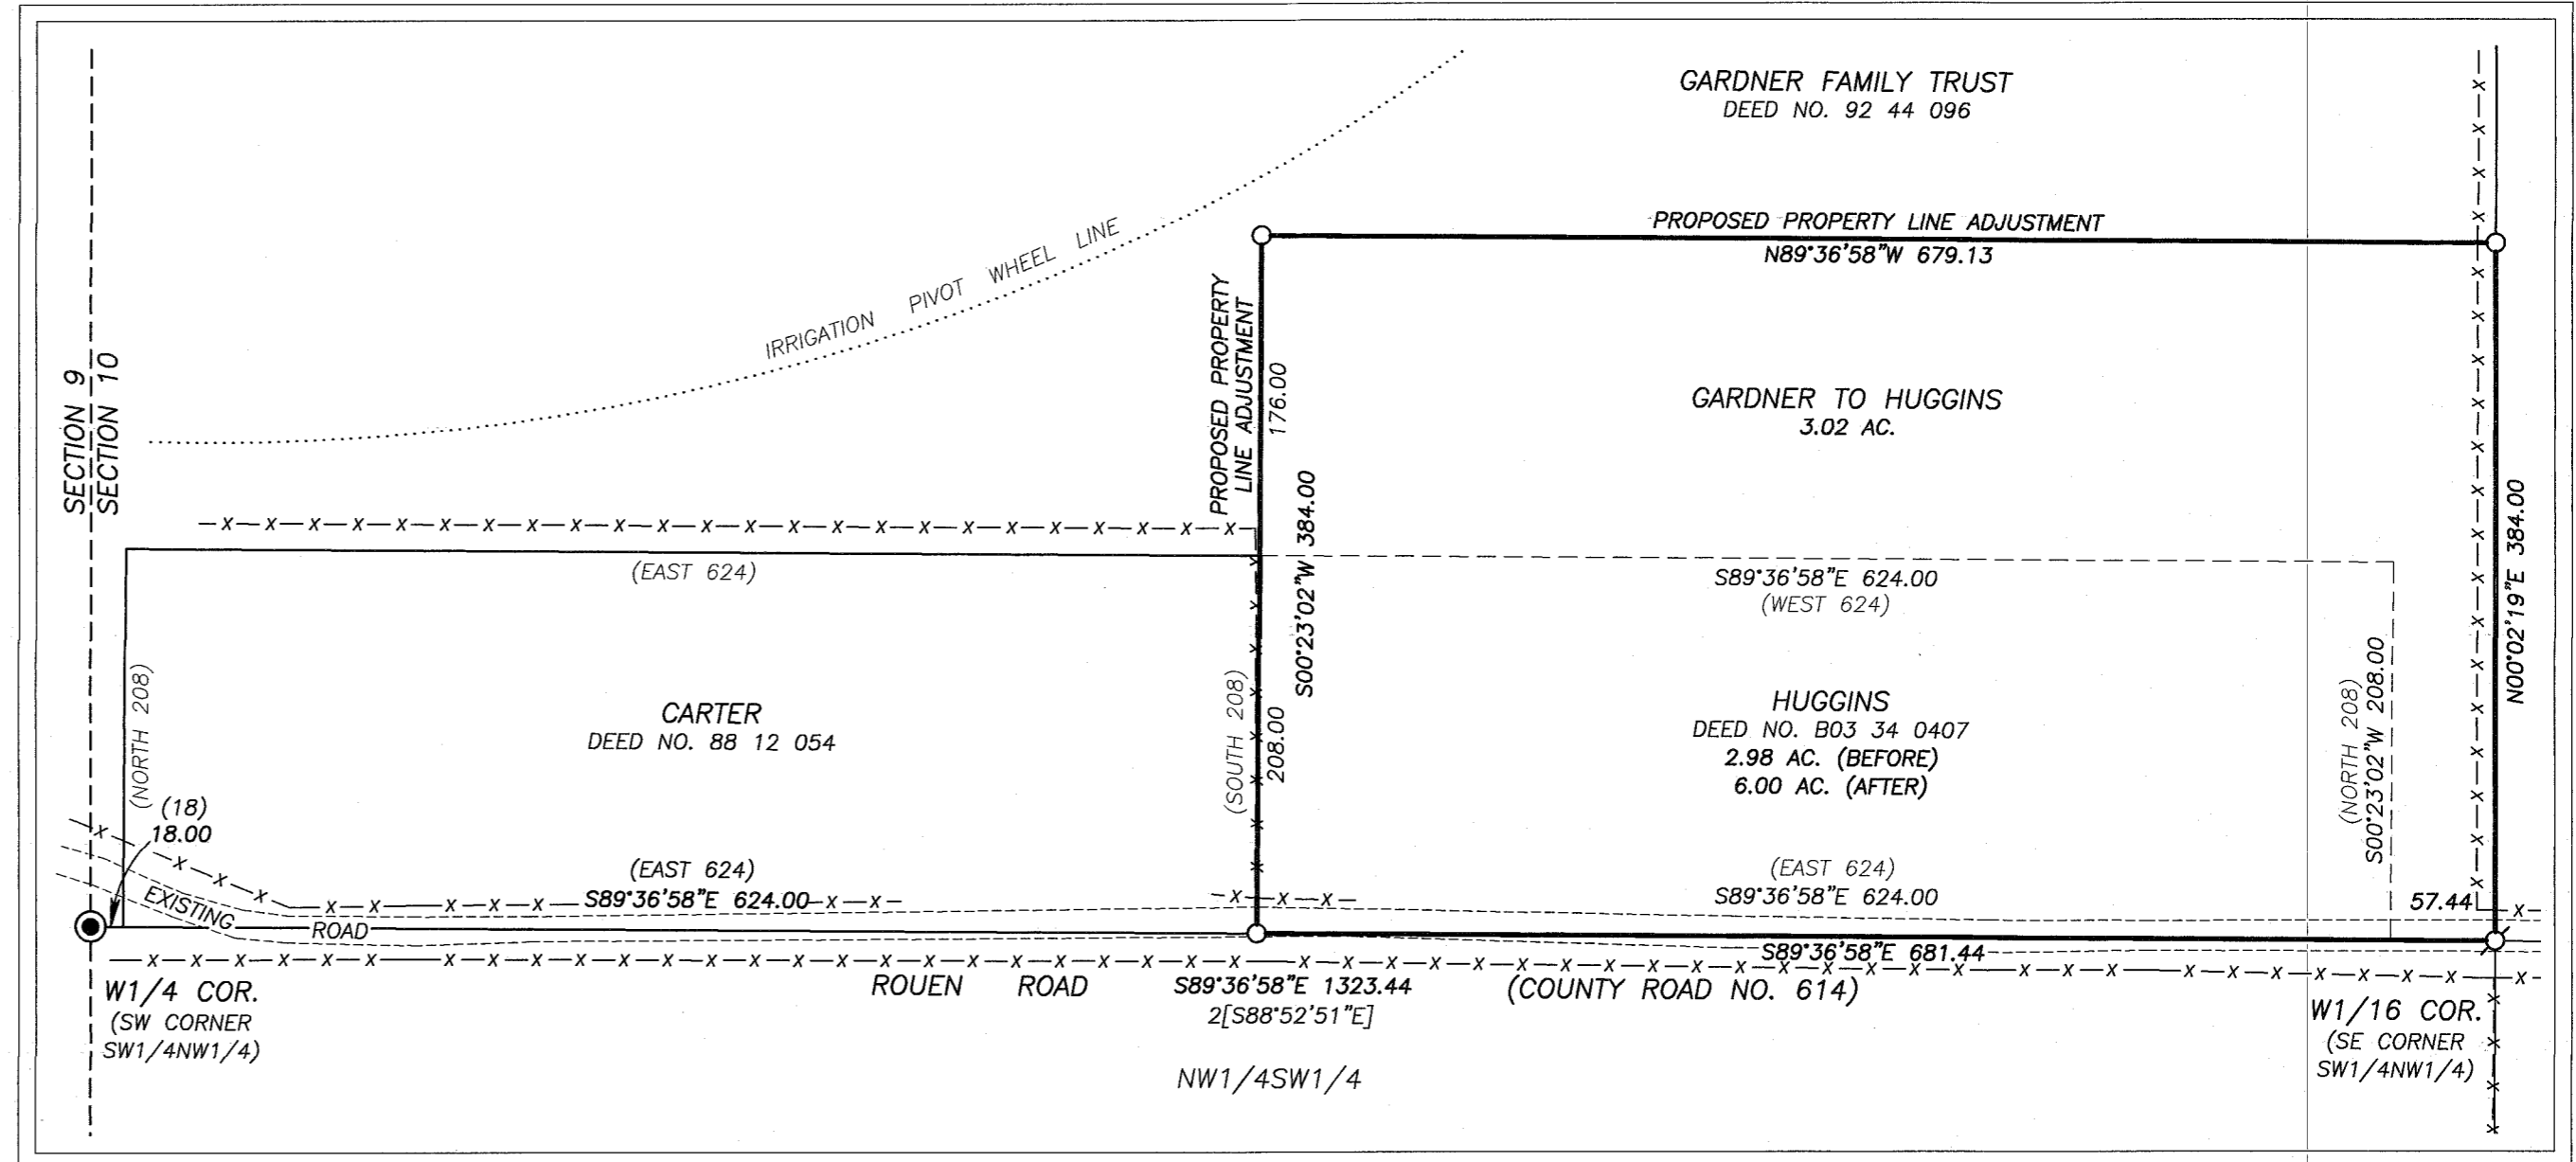 GARDNER FAMILY TRUST
DEED NO. 92 44 096
PROPOSED PROPERTY LINE ADJUSTMENT
N89°36'58"W 679.13
IRRIGATION PIVOT WHEEL LINE
PROPOSED PROPERTY
LINE ADJUSTMENT
176.00
SECTION 9
SECTION 10
GARDNER TO HUGGINS
3.02 AC.
S00°23'02"W 384.00
N00°02'19"E 384.00
(EAST 624)
S89°36'58"E 624.00
(WEST 624)
(NORTH 208)
CARTER
DEED NO. 88 12 054
(SOUTH 208)
208.00
HUGGINS
DEED NO. B03 34 0407
2.98 AC. (BEFORE)
6.00 AC. (AFTER)
(NORTH 208)
S00°23'02"W 208.00
(18)
18.00
(EAST 624)
S89°36'58"E 624.00
(EAST 624)
S89°36'58"E 624.00
57.44
EXISTING
ROAD
S89°36'58"E 681.44
W1/4 COR.
(SW CORNER
SW1/4NW1/4)
ROUEN ROAD
S89°36'58"E 1323.44
2[S88°52'51"E]
(COUNTY ROAD NO. 614)
W1/16 COR.
(SE CORNER
SW1/4NW1/4)
NW1/4SW1/4